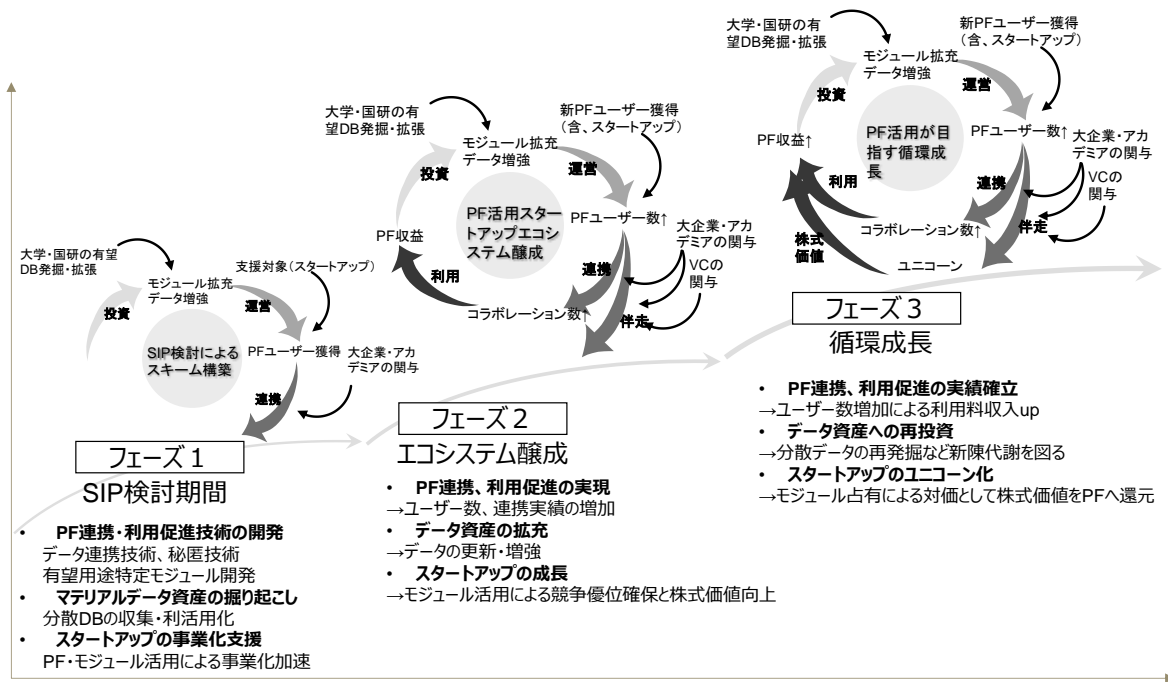 大学・国研の有望
DB発掘・拡張
モジュール拡充
データ増強
支援対象(スタートアップ)
投資
運営
SIP検討による
スキーム構築
PFユーザー獲得
大企業・アカ
デミアの関与
連携
フェーズ1
SIP検討期間
• PF連携・利用促進技術の開発
データ連携技術、秘匿技術
有望用途特定モジュール開発
• マテリアルデータ資産の掘り起こし
分散DBの収集・利活用化
• スタートアップの事業化支援
PF・モジュール活用による事業化加速
大学・国研の有
望DB発掘・拡張
モジュール拡充
データ増強
新PFユーザー獲得
(含、スタートアップ)
投資
運営
PF活用スター
トアップエコシ
ステム醸成
PF収益
PFユーザー数↑
大企業・アカ
デミアの関与
VCの
関与
利用
連携
伴走
コラボレーション数↑
フェーズ2
エコシステム醸成
• PF連携、利用促進の実現
→ユーザー数、連携実績の増加
• データ資産の拡充
→データの更新・増強
• スタートアップの成長
→モジュール活用による競争優位確保と株式価値向上
大学・国研の有
望DB発掘・拡張
モジュール拡充
データ増強
新PFユーザー獲得
(含、スタートアップ)
投資
運営
PF活用が目
指す循環成
長
PF収益↑
PFユーザー数↑
大企業・アカ
デミアの関与
VCの
関与
利用
連携
伴走
株式
価値
コラボレーション数↑
ユニコーン
フェーズ3
循環成長
• PF連携、利用促進の実績確立
→ユーザー数増加による利用料収入up
• データ資産への再投資
→分散データの再発掘など新陳代謝を図る
• スタートアップのユニコーン化
→モジュール占有による対価として株式価値をPFへ還元